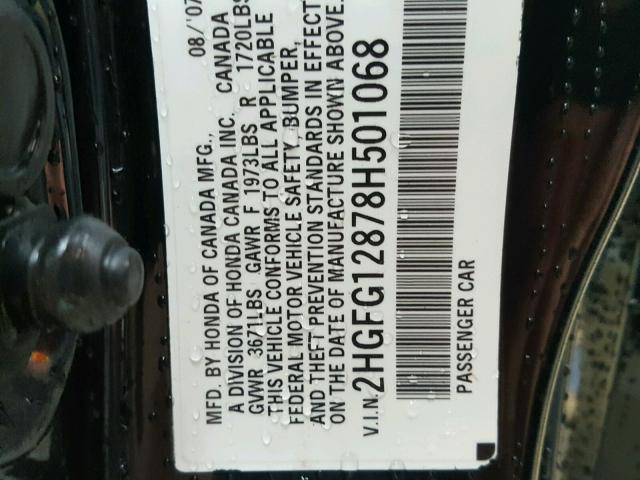 MFD. BY HONDA OF CANADA MFG., 08/'07
A DIVISION OF HONDA CANADA INC. CANADA
GVWR 3671LBS GAWR F 1973LBS R 1720LBS
THIS VEHICLE CONFORMS TO ALL APPLICABLE
FEDERAL MOTOR VEHICLE SAFETY, BUMPER,
AND THEFT PREVENTION STANDARDS IN EFFECT
ON THE DATE OF MANUFACTURE SHOWN ABOVE.
V.I.N. 2HGFG12878H501068
PASSENGER CAR